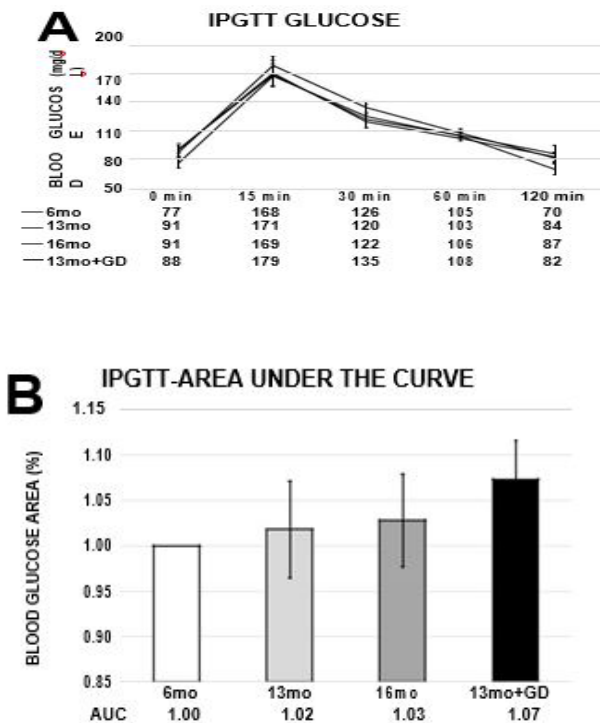 A
IPGTT GLUCOSE
BLOO GLUCOS (mg/d
D E L)
200
170
140
110
80
50
0 min 15 min 30 min 60 min 120 min
6mo 77 168 126 105 70
13mo 91 171 120 103 84
16mo 91 169 122 106 87
13mo+GD 88 179 135 108 82
B
IPGTT-AREA UNDER THE CURVE
BLOOD GLUCOSE AREA (%)
1.15
1.10
1.05
1.00
0.95
0.90
0.85
6mo 13mo 16mo 13mo+GD
AUC 1.00 1.02 1.03 1.07